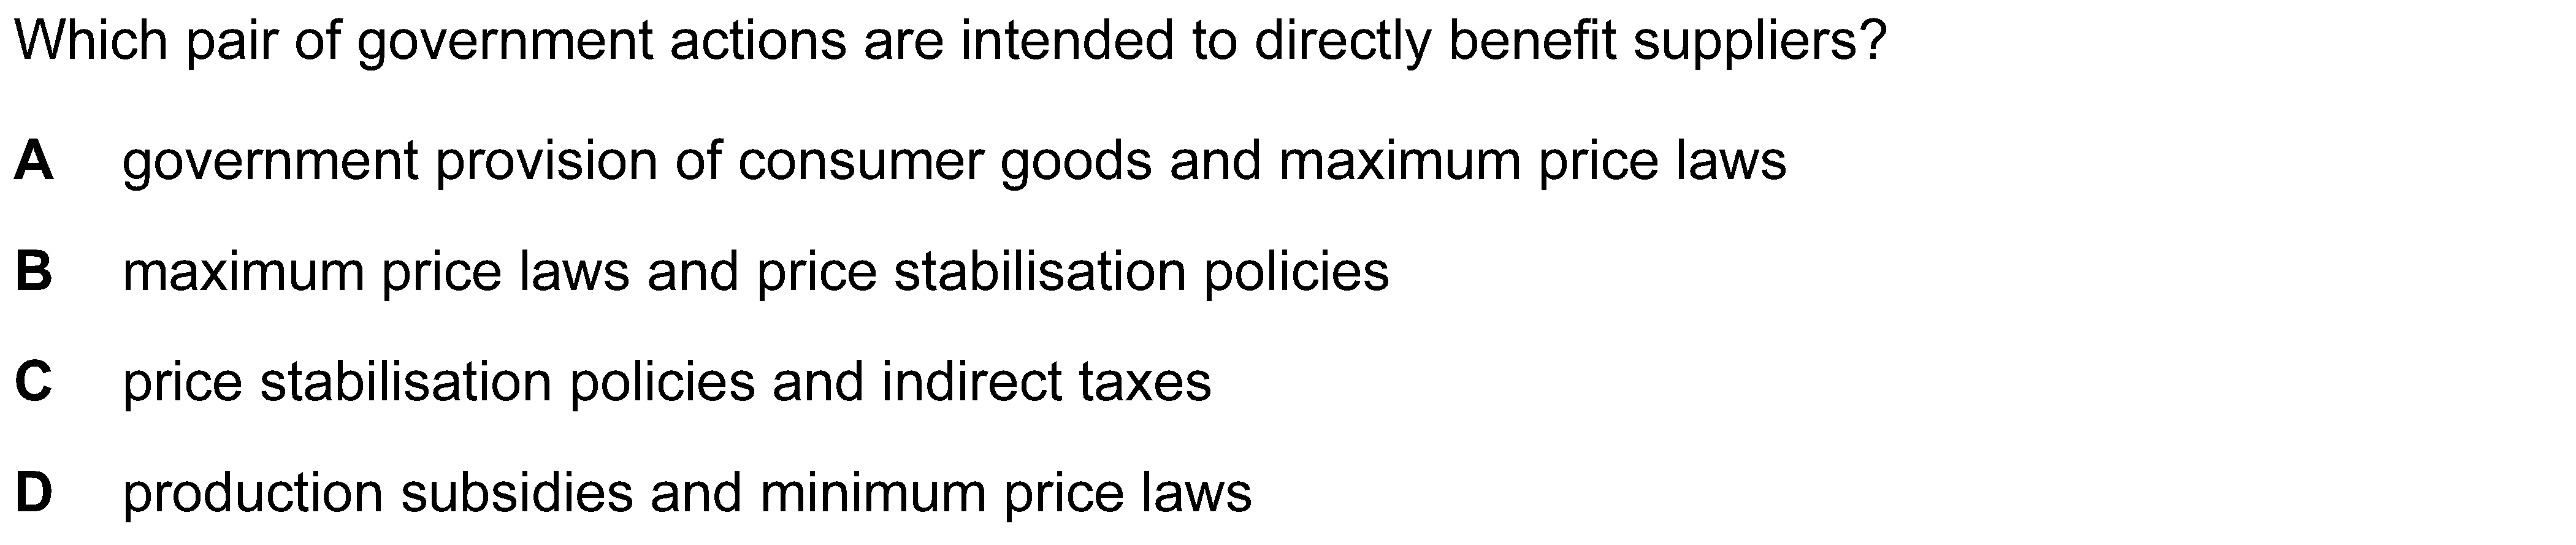 Which pair of government actions are intended to directly benefit suppliers?
A government provision of consumer goods and maximum price laws
B maximum price laws and price stabilisation policies
C price stabilisation policies and indirect taxes
D production subsidies and minimum price laws